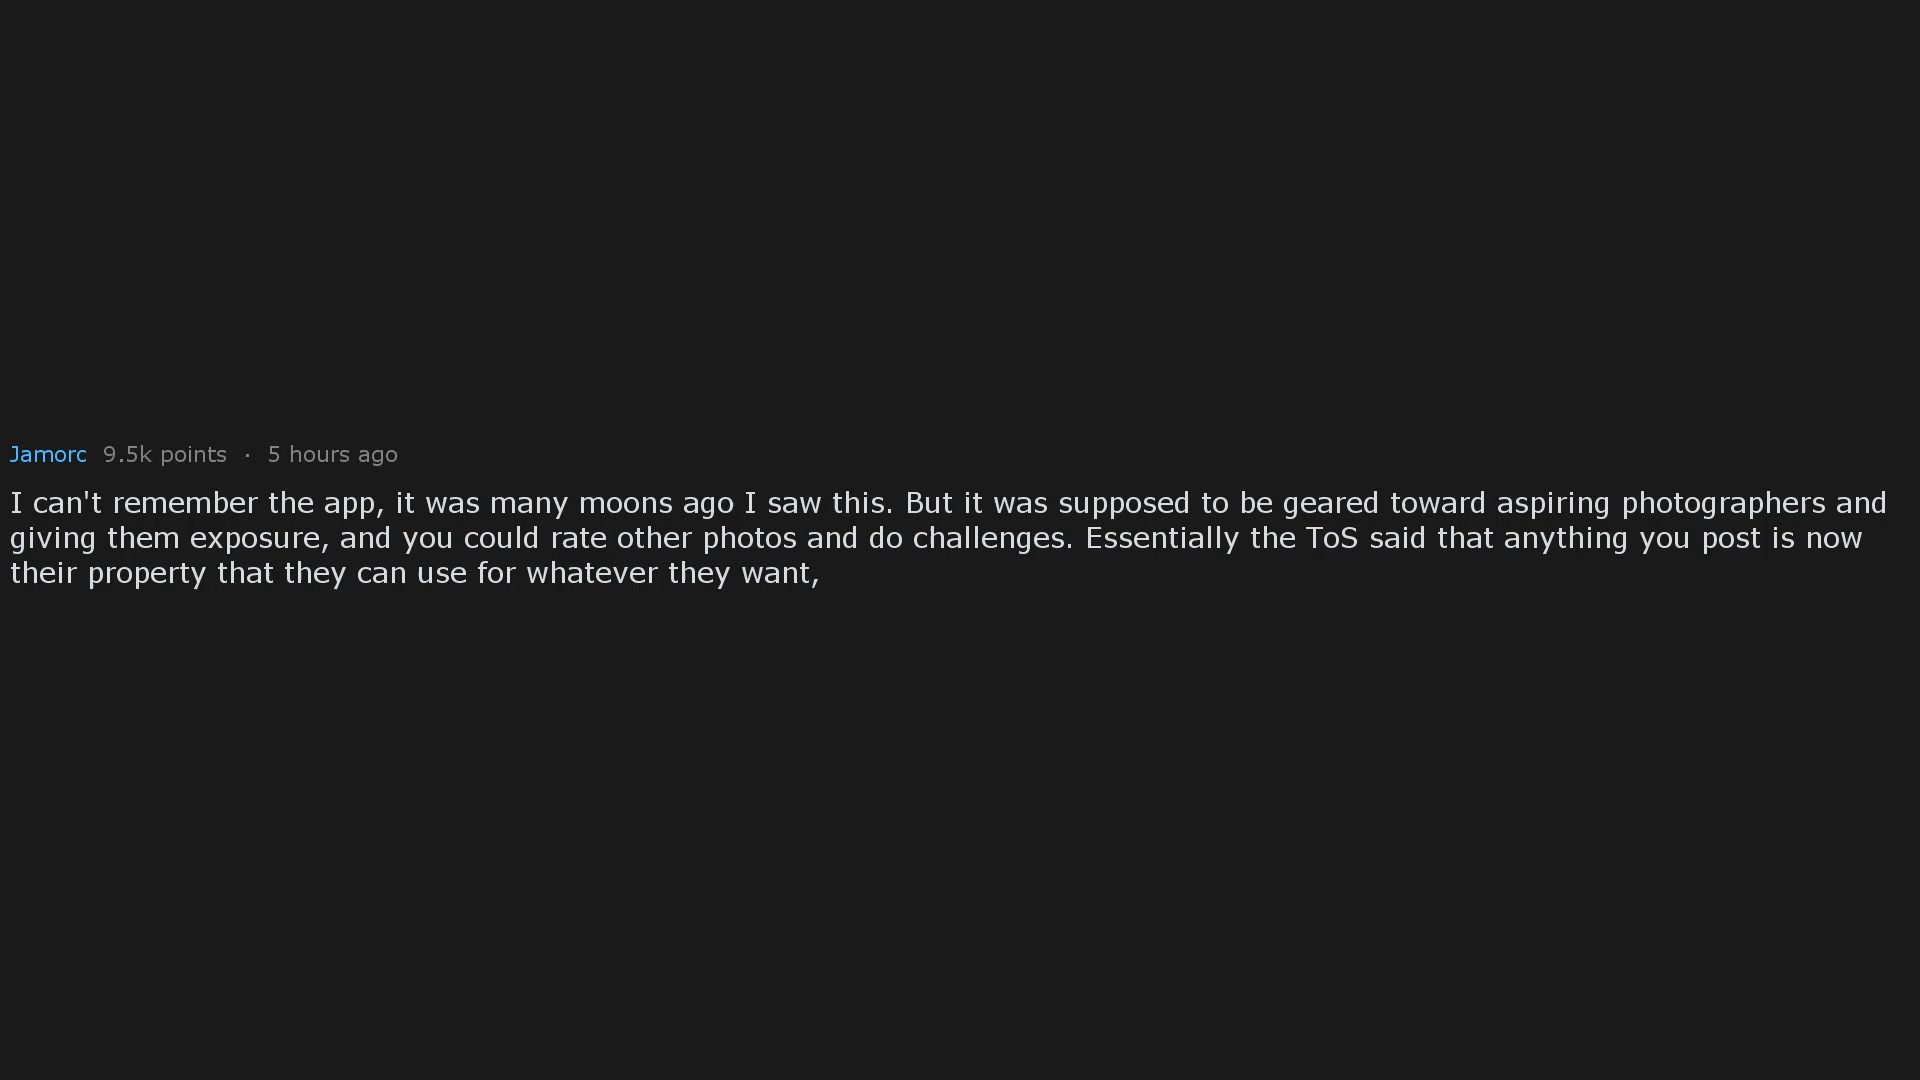 Jamorc 9.5k points · 5 hours ago
I can't remember the app, it was many moons ago I saw this. But it was supposed to be geared toward aspiring photographers and
giving them exposure, and you could rate other photos and do challenges. Essentially the ToS said that anything you post is now
their property that they can use for whatever they want,